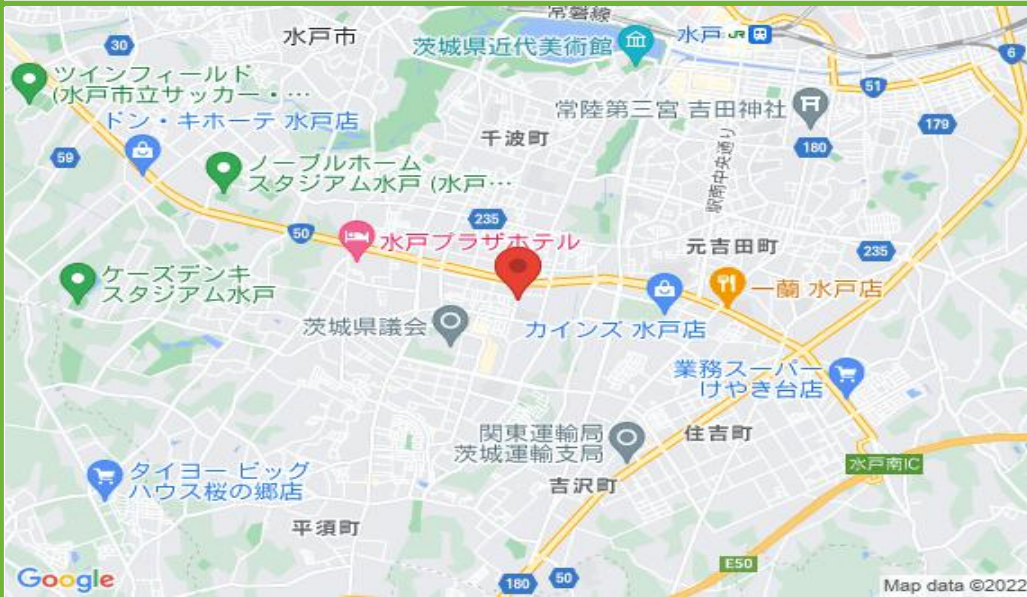 常磐線
30
水戸市
茨城県近代美術館
水戸 JR
6
ツインフィールド
(水戸市立サッカー・…
51
ドン・キホーテ 水戸店
常陸第三宮 吉田神社
179
千波町
180
59
ノーブルホーム
スタジアム水戸 (水戸…
駅南中央通り
235
50
水戸プラザホテル
元吉田町
235
ケーズデンキ
スタジアム水戸
一蘭 水戸店
茨城県議会
カインズ 水戸店
業務スーパー
けやき台店
関東運輸局
茨城運輸支局
住吉町
水戸南IC
タイヨー ビッグ
ハウス桜の郷店
吉沢町
平須町
E50
Google
180
50
Map data ©2022